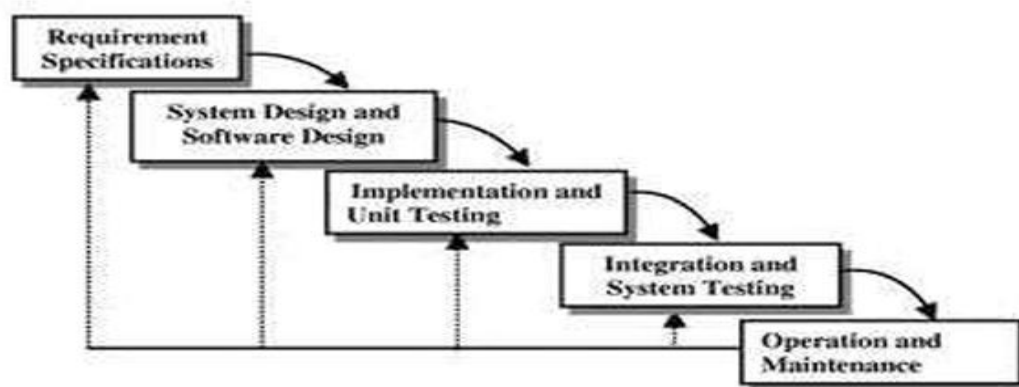 Requirement
Specifications
System Design and
Software Design
Implementation and
Unit Testing
Integration and
System Testing
Operation and
Maintenance